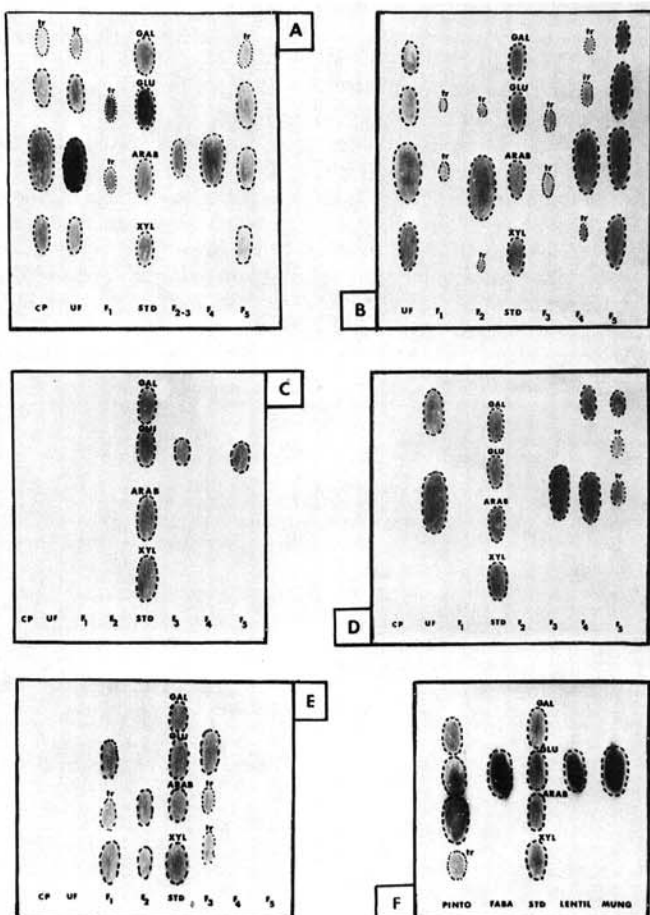 A
tr tr GAL tr
GLU
tr
ARAB
tr
XYL
CP UF F1 STD F2-3 F4 F5
B
tr
GAL
GLU tr
tr tr tr
ARAB
tr tr
XYL tr
tr
UF F1 F2 STD F3 F4 F5
C
GAL
GLU
ARAB
XYL
CP UF F1 F2 STD F3 F4 F5
D
GAL
tr
GLU
tr
ARAB
XYL
CP UF F1 STD F2 F3 F4 F5
E
GAL
GLU
tr ARAB tr
tr
XYL
CP UF F1 F2 STD F3 F4 F5
F
GAL
GLU
ARAB
XYL
tr
PINTO FABA STD LENTIL MUNG